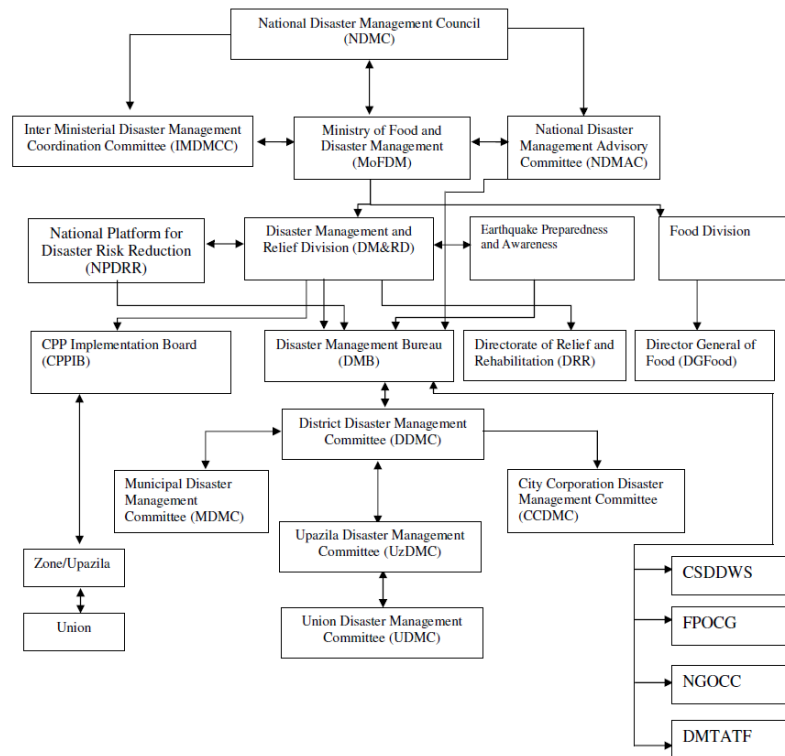 National Disaster Management Council
(NDMC)
Inter Ministerial Disaster Management
Coordination Committee (IMDMCC)
Ministry of Food and
Disaster Management
(MoFDM)
National Disaster
Management Advisory
Committee (NDMAC)
National Platform for
Disaster Risk Reduction
(NPDRR)
Disaster Management and
Relief Division (DM&RD)
Earthquake Preparedness
and Awareness
Food Division
CPP Implementation Board
(CPPIB)
Disaster Management Bureau
(DMB)
Directorate of Relief and
Rehabilitation (DRR)
Director General of
Food (DGFood)
District Disaster Management
Committee (DDMC)
Municipal Disaster
Management
Committee (MDMC)
City Corporation Disaster
Management Committee
(CCDMC)
Upazila Disaster Management
Committee (UzDMC)
Zone/Upazila
Union
Union Disaster Management
Committee (UDMC)
CSDDWS
FPOCG
NGOCC
DMTATF